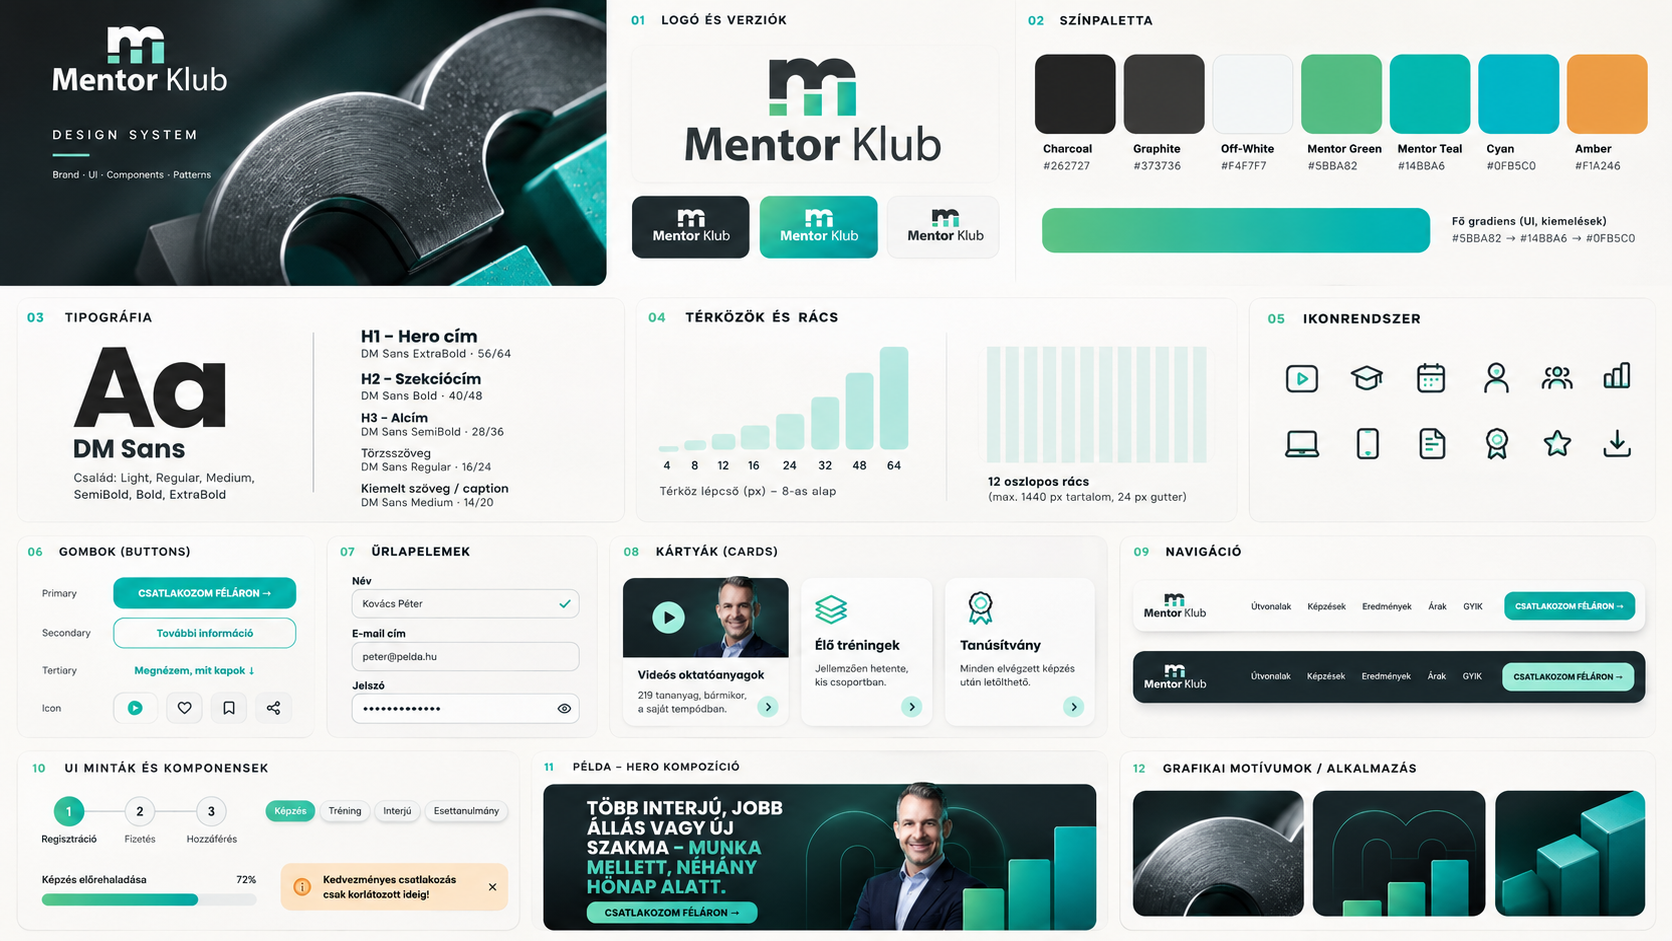 Mentor Klub
DESIGN SYSTEM
Brand · UI · Components · Patterns
01 LOGÓ ÉS VERZIÓK
Mentor Klub
Mentor Klub
Mentor Klub
Mentor Klub
02 SZÍNPALETTA
Charcoal
#262727
Graphite
#373736
Off-White
#F4F7F7
Mentor Green
#5BBA82
Mentor Teal
#14BBA6
Cyan
#0FB5C0
Amber
#F1A246
Fő gradiens (UI, kiemelések)
#5BBA82 → #14B8A6 → #0FB5C0
03 TIPOGRÁFIA
Aa
DM Sans
Család: Light, Regular, Medium,
SemiBold, Bold, ExtraBold
H1 – Hero cím
DM Sans ExtraBold · 56/64
H2 – Szekciócím
DM Sans Bold · 40/48
H3 – Alcím
DM Sans SemiBold · 28/36
Törzsszöveg
DM Sans Regular · 16/24
Kiemelt szöveg / caption
DM Sans Medium · 14/20
04 TÉRKÖZÖK ÉS RÁCS
4 8 12 16 24 32 48 64
Térköz lépcső (px) – 8-as alap
12 oszlopos rács
(max. 1440 px tartalom, 24 px gutter)
05 IKONRENDSZER
06 GOMBOK (BUTTONS)
Primary
CSATLAKOZOM FÉLÁRON →
Secondary
További információ
Tertiary
Megnézem, mit kapok ↓
Icon
07 ŰRLAPELEMEK
Név
Kovács Péter
E-mail cím
peter@pelda.hu
Jelszó
•••••••••••••
08 KÁRTYÁK (CARDS)
Videós oktatóanyagok
219 tananyag, bármikor,
a saját tempódban.
Élő tréningek
Jellemzően hetente,
kis csoportban.
Tanúsítvány
Minden elvégzett képzés
után letölthető.
09 NAVIGÁCIÓ
Mentor Klub Útvonalak Képzések Eredmények Árak GYIK CSATLAKOZOM FÉLÁRON →
Mentor Klub Útvonalak Képzések Eredmények Árak GYIK CSATLAKOZOM FÉLÁRON →
10 UI MINTÁK ÉS KOMPONENSEK
1 2 3
Regisztráció Fizetés Hozzáférés
Képzés Tréning Interjú Esettanulmány
Képzés előrehaladása 72%
Kedvezményes csatlakozás
csak korlátozott ideig!
11 PÉLDA – HERO KOMPOZÍCIÓ
TÖBB INTERJÚ, JOBB
ÁLLÁS VAGY ÚJ
SZAKMA – MUNKA
MELLETT, NÉHÁNY
HÓNAP ALATT.
CSATLAKOZOM FÉLÁRON →
12 GRAFIKAI MOTÍVUMOK / ALKALMAZÁS